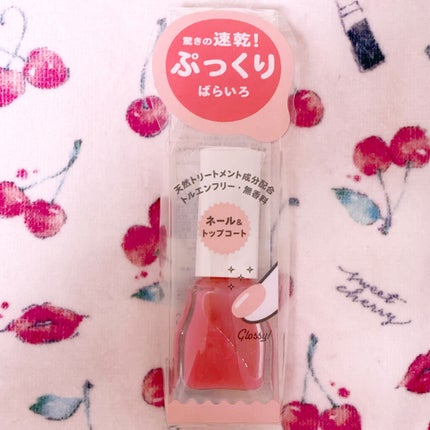 驚きの速乾!
ぷっくり
ばらいろ
天然トリートメント成分配合
トルエンフリー・無香料
ネール&
トップコート
Glossy!
sweet
cherry